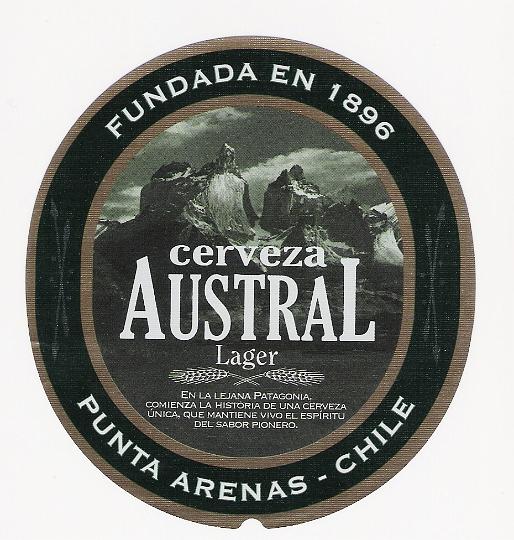 FUNDADA EN 1896
cerveza
AUSTRAL
Lager
EN LA LEJANA PATAGONIA,
COMIENZA LA HISTORIA DE UNA CERVEZA
ÚNICA, QUE MANTIENE VIVO EL ESPÍRITU
DEL SABOR PIONERO.
PUNTA ARENAS - CHILE